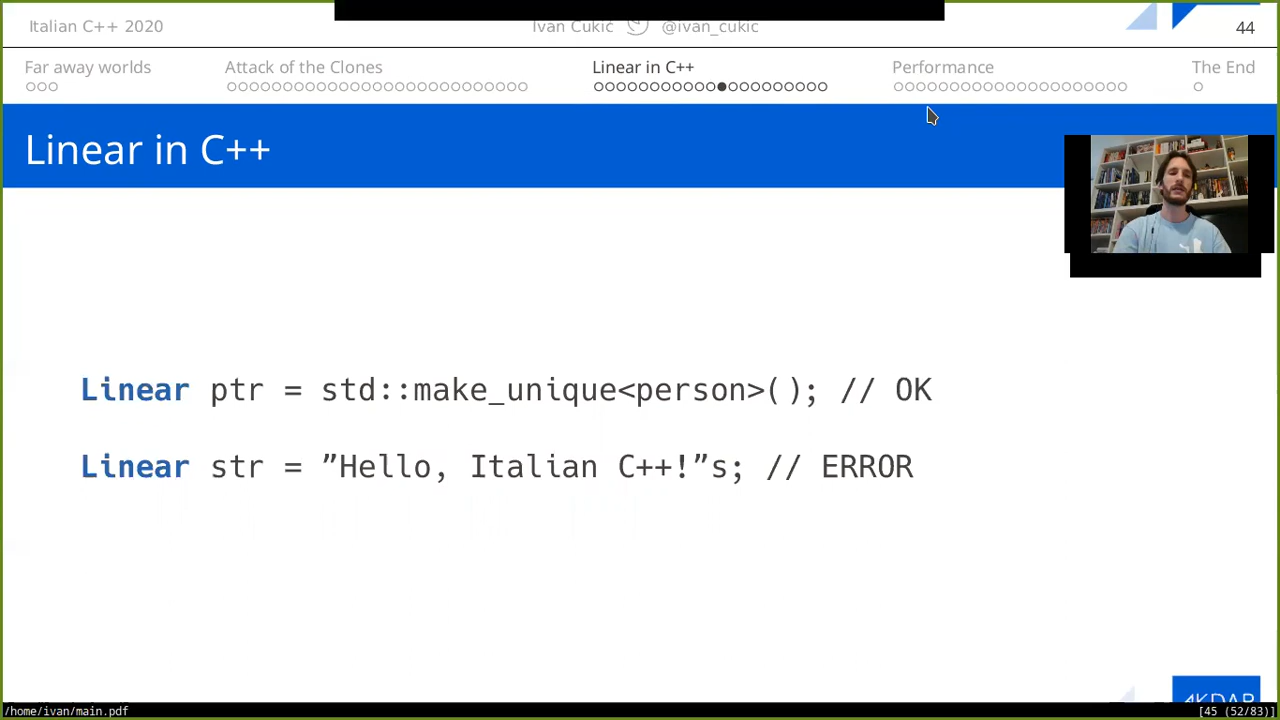 Italian C++ 2020
Ivan Čukić @ivan_cukic
44
Far away worlds
Attack of the Clones
Linear in C++
Performance
The End
Linear in C++
Linear ptr = std::make_unique<person>(); // OK
Linear str = ”Hello, Italian C++!”s; // ERROR
/home/ivan/main.pdf
[45 (52/83)]